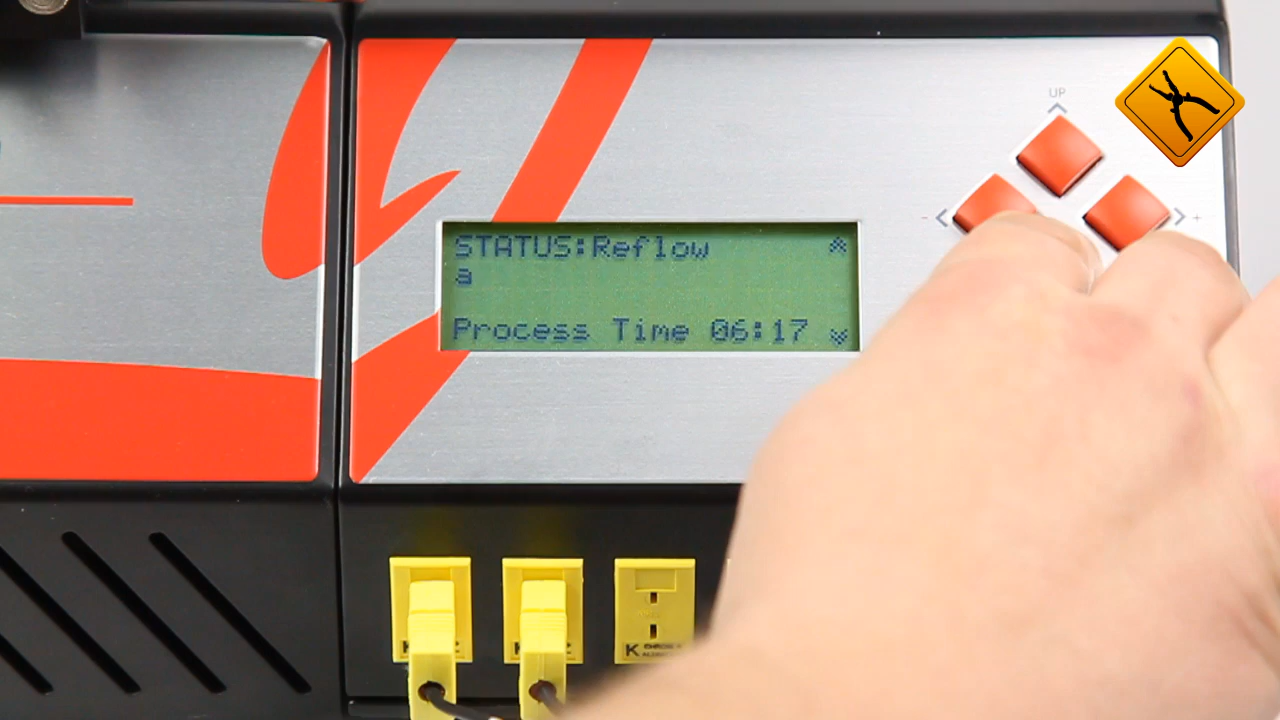 UP
- < > +
STATUS:Reflow
a
Process Time 06:17
K